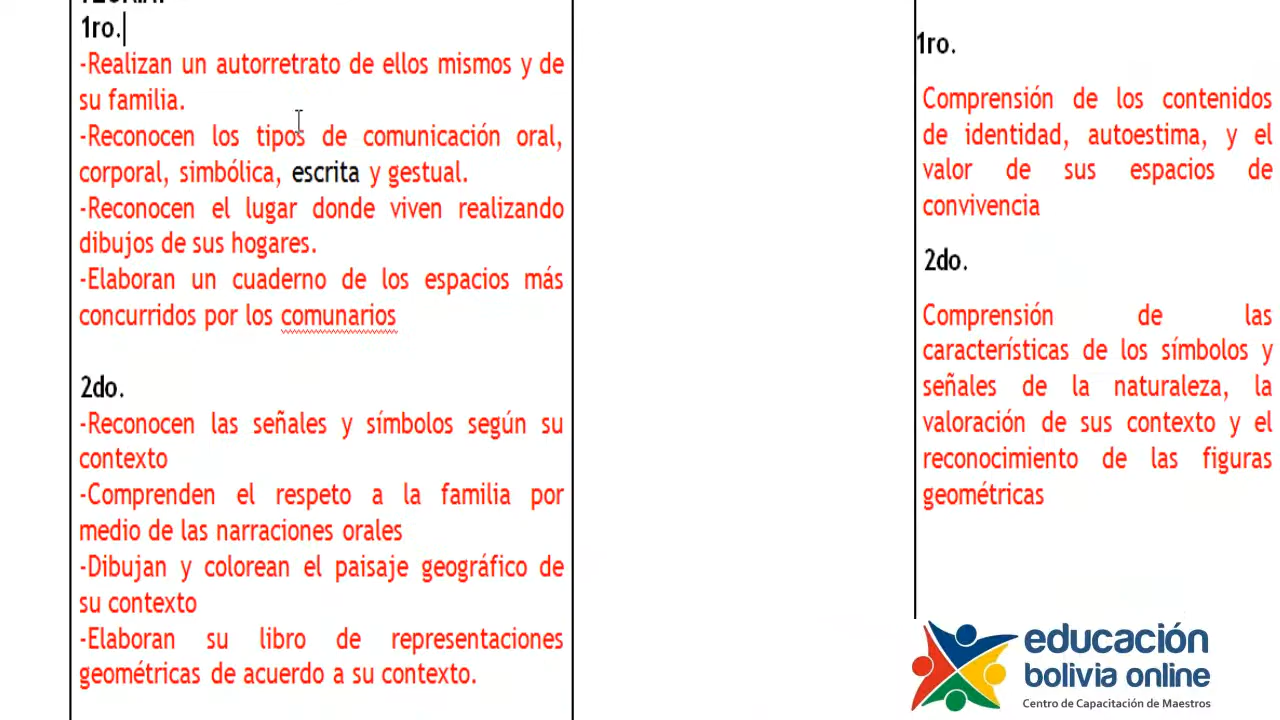 1ro.
-Realizan un autorretrato de ellos mismos y de
su familia.
-Reconocen los tipos de comunicación oral,
corporal, simbólica, escrita y gestual.
-Reconocen el lugar donde viven realizando
dibujos de sus hogares.
-Elaboran un cuaderno de los espacios más
concurridos por los comunarios
2do.
-Reconocen las señales y símbolos según su
contexto
-Comprenden el respeto a la familia por
medio de las narraciones orales
-Dibujan y colorean el paisaje geográfico de
su contexto
-Elaboran su libro de representaciones
geométricas de acuerdo a su contexto.
1ro.
Comprensión de los contenidos
de identidad, autoestima, y el
valor de sus espacios de
convivencia
2do.
Comprensión de las
características de los símbolos y
señales de la naturaleza, la
valoración de sus contexto y el
reconocimiento de las figuras
geométricas
educación
bolivia online
Centro de Capacitación de Maestros